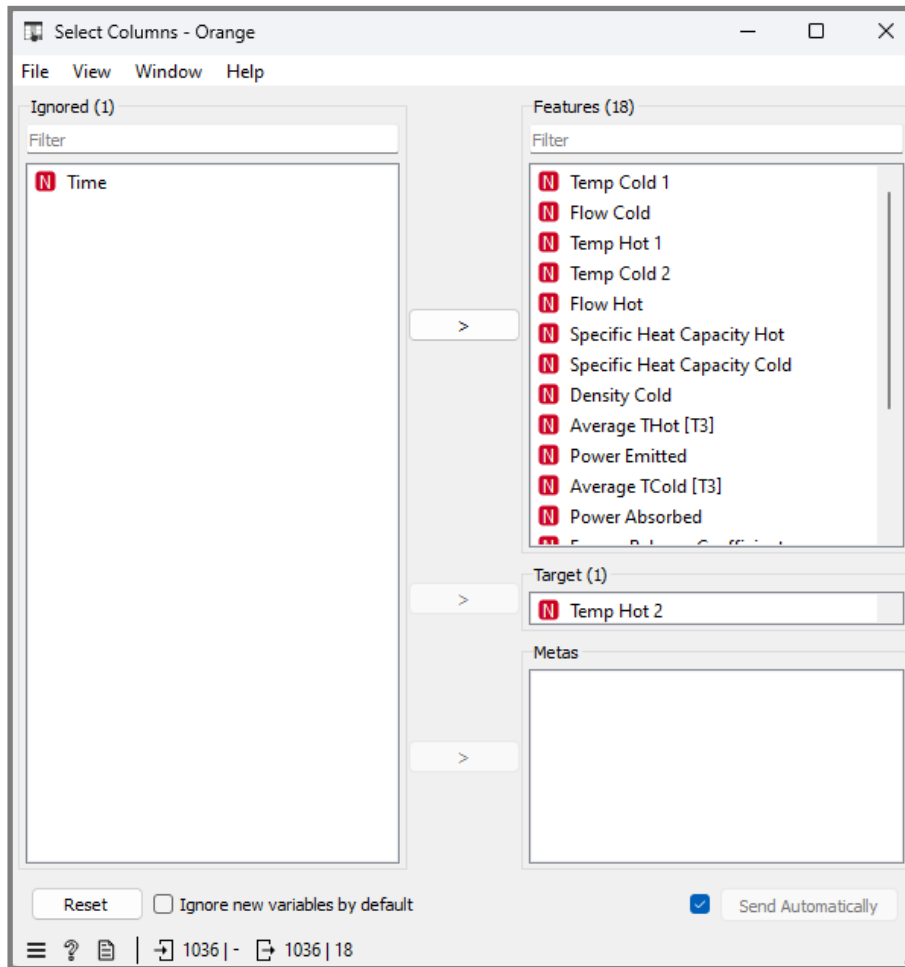 Select Columns - Orange
File View Window Help
Ignored (1)
Filter
N Time
>
>
>
Features (18)
Filter
N Temp Cold 1
N Flow Cold
N Temp Hot 1
N Temp Cold 2
N Flow Hot
N Specific Heat Capacity Hot
N Specific Heat Capacity Cold
N Density Cold
N Average THot [T3]
N Power Emitted
N Average TCold [T3]
N Power Absorbed
Target (1)
N Temp Hot 2
Metas
Reset Ignore new variables by default Send Automatically
1036 | - 1036 | 18